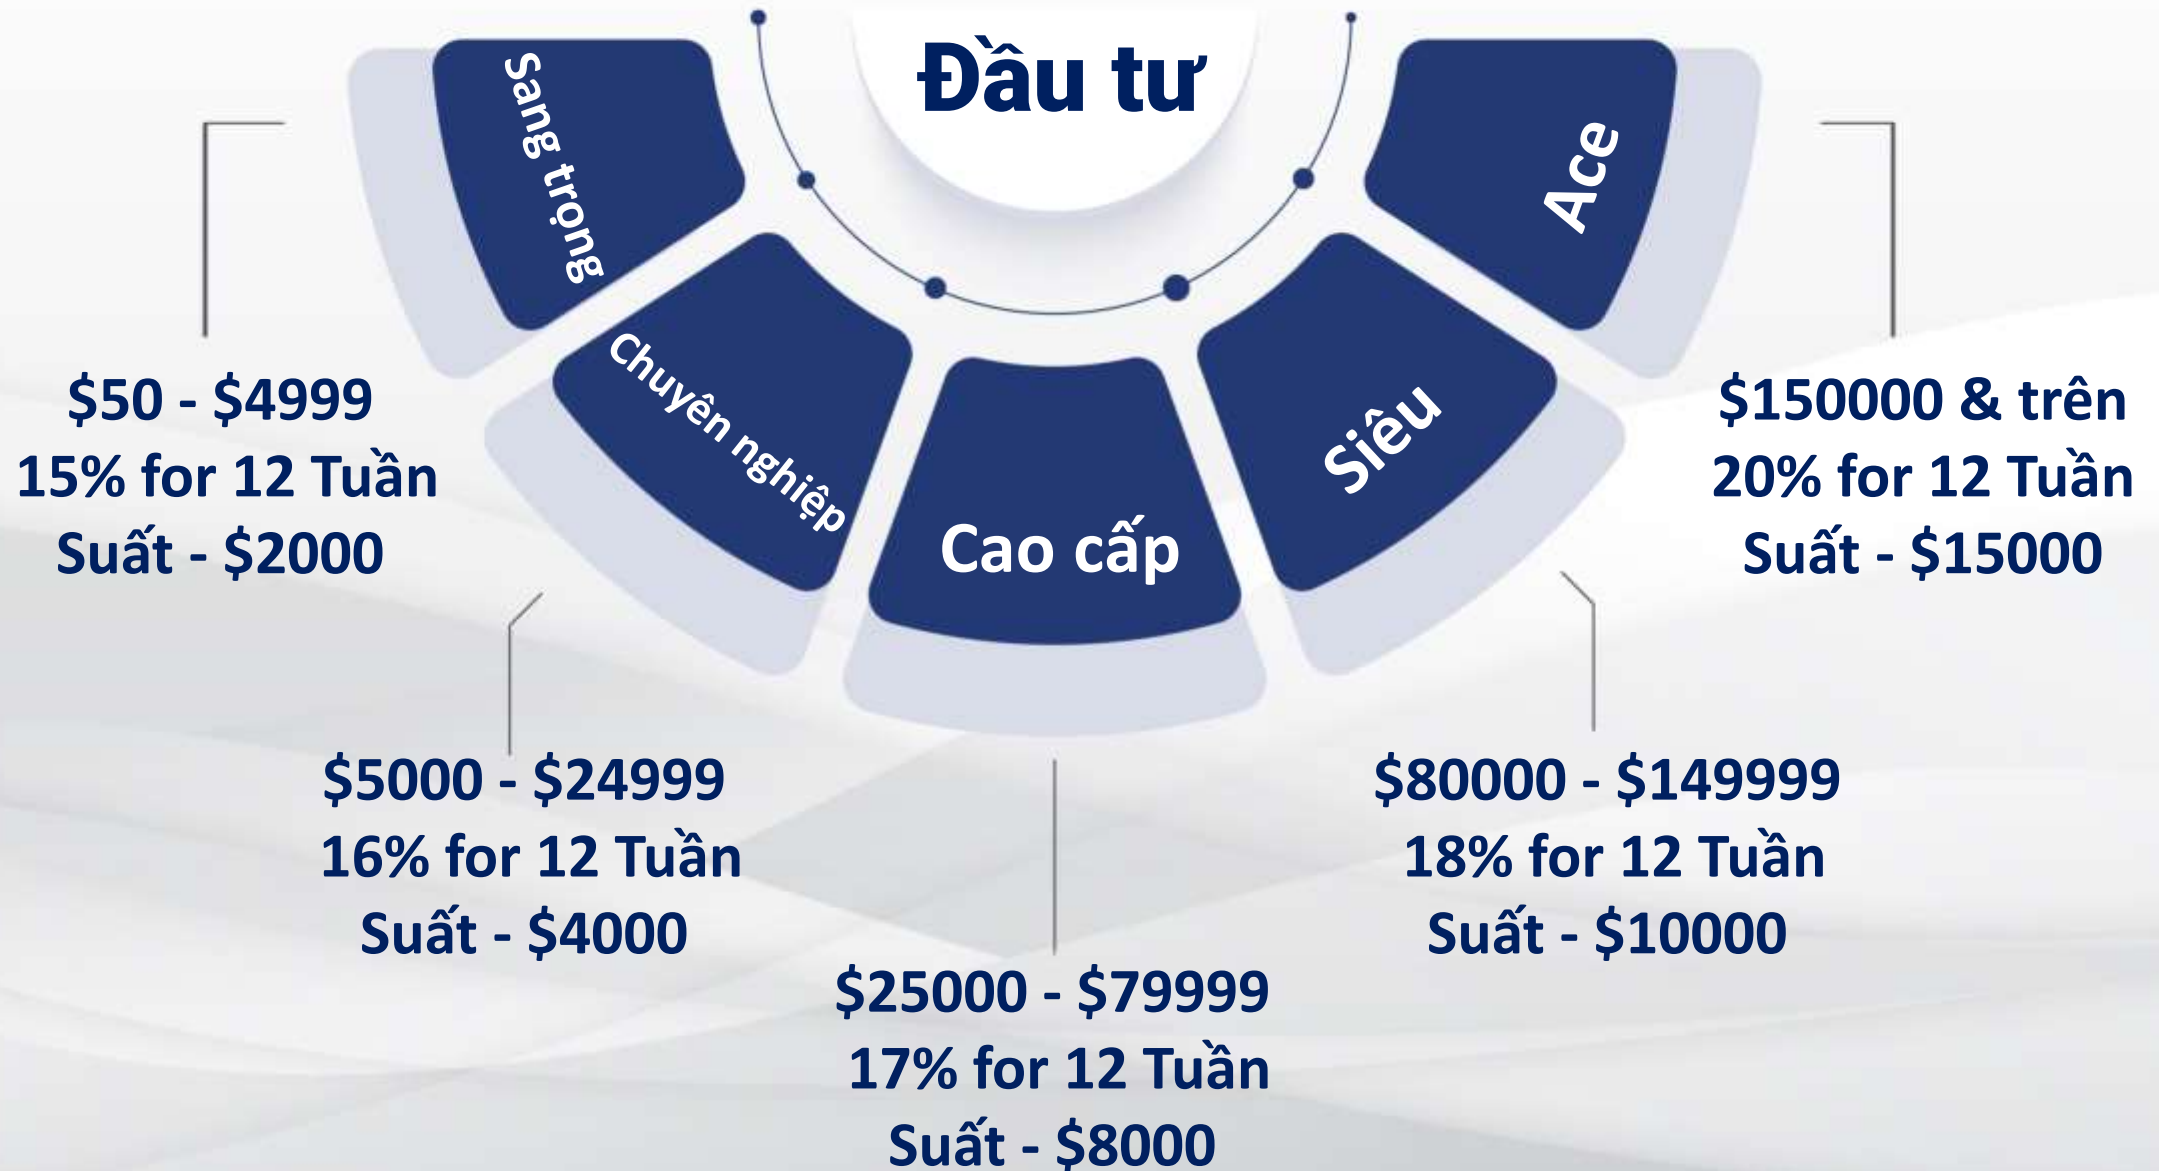 Đầu tư
Sang trọng
$50 - $4999
15% for 12 Tuần
Suất - $2000
Chuyên nghiệp
$5000 - $24999
16% for 12 Tuần
Suất - $4000
Cao cấp
$25000 - $79999
17% for 12 Tuần
Suất - $8000
Siêu
$80000 - $149999
18% for 12 Tuần
Suất - $10000
Ace
$150000 & trên
20% for 12 Tuần
Suất - $15000